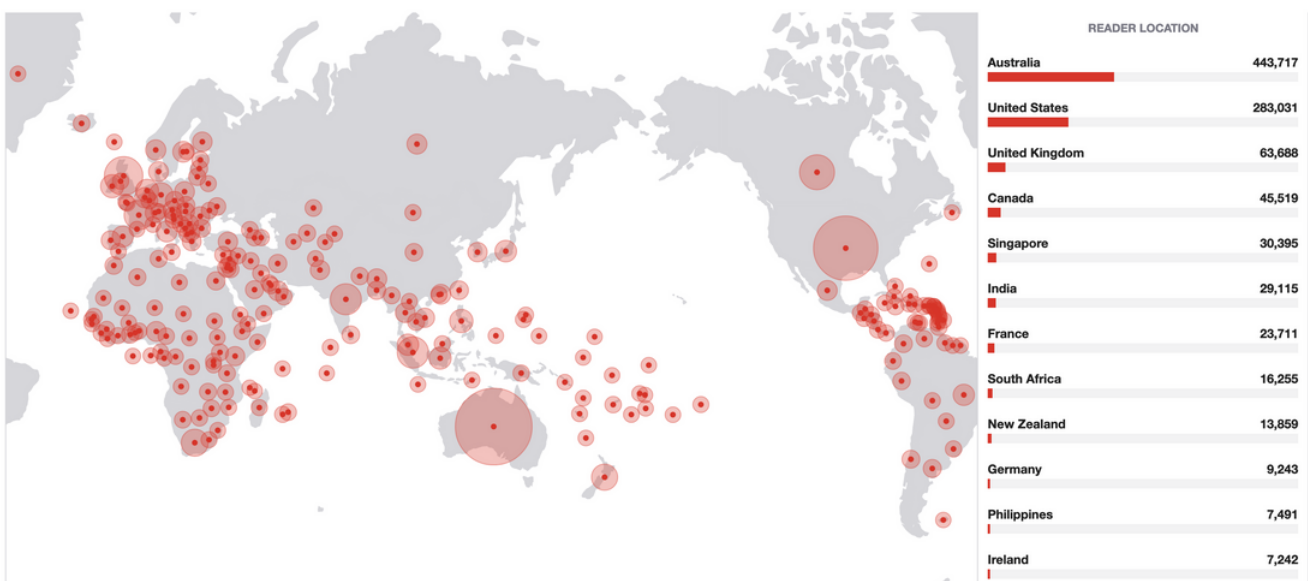 READER LOCATION
Australia 443,717
United States 283,031
United Kingdom 63,688
Canada 45,519
Singapore 30,395
India 29,115
France 23,711
South Africa 16,255
New Zealand 13,859
Germany 9,243
Philippines 7,491
Ireland 7,242